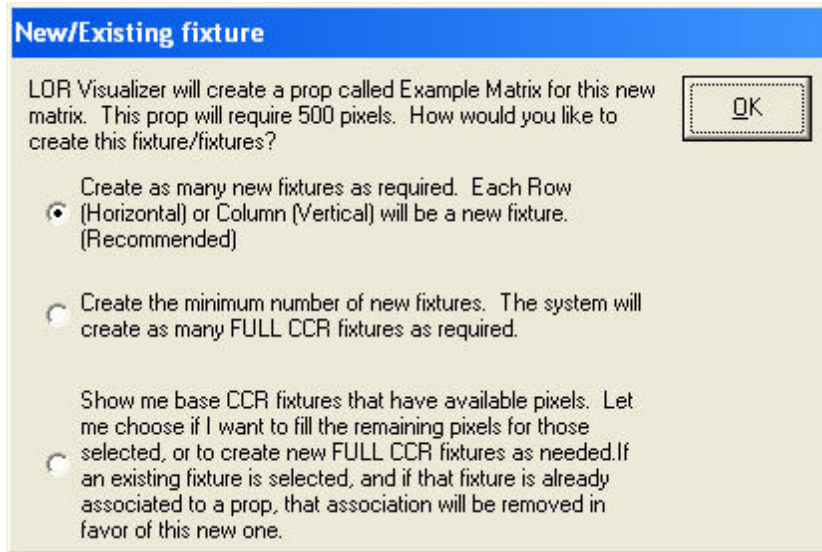 New/Existing fixture
LOR Visualizer will create a prop called Example Matrix for this new
matrix. This prop will require 500 pixels. How would you like to
create this fixture/fixtures?
OK
Create as many new fixtures as required. Each Row
(Horizontal) or Column (Vertical) will be a new fixture.
(Recommended)
Create the minimum number of new fixtures. The system will
create as many FULL CCR fixtures as required.
Show me base CCR fixtures that have available pixels. Let
me choose if I want to fill the remaining pixels for those
selected, or to create new FULL CCR fixtures as needed.If
an existing fixture is selected, and if that fixture is already
associated to a prop, that association will be removed in
favor of this new one.